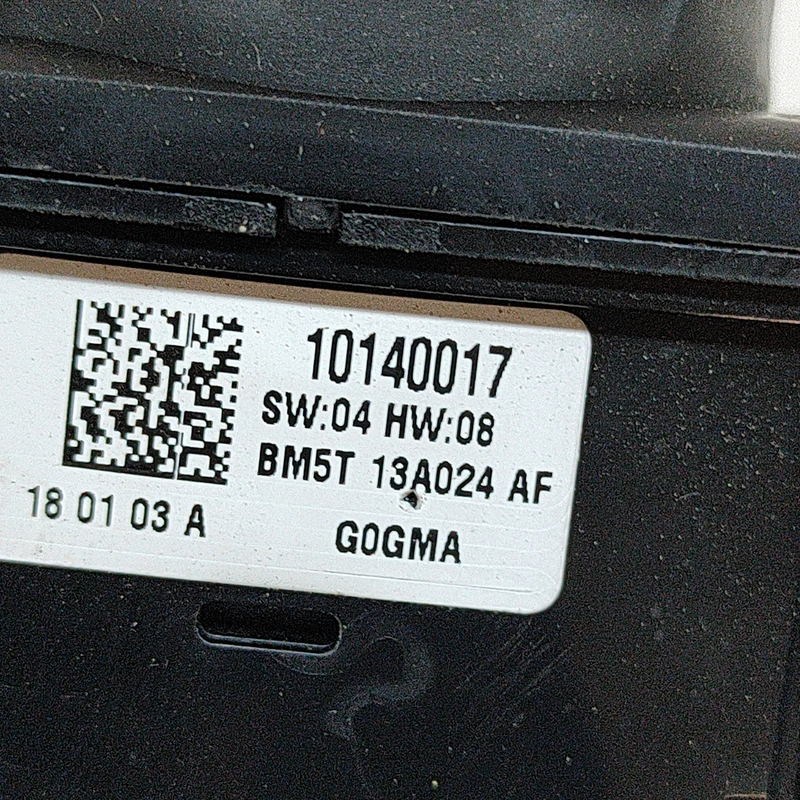 10140017
SW:04 HW:08
BM5T 13A024 AF
18 01 03 A
G0GMA